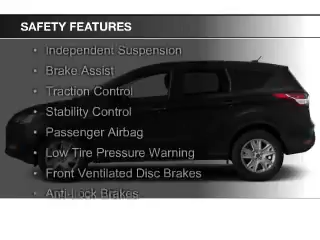 SAFETY FEATURES
• Independent Suspension
• Brake Assist
• Traction Control
• Stability Control
• Passenger Airbag
• Low Tire Pressure Warning
• Front Ventilated Disc Brakes
• Anti-Lock Brakes